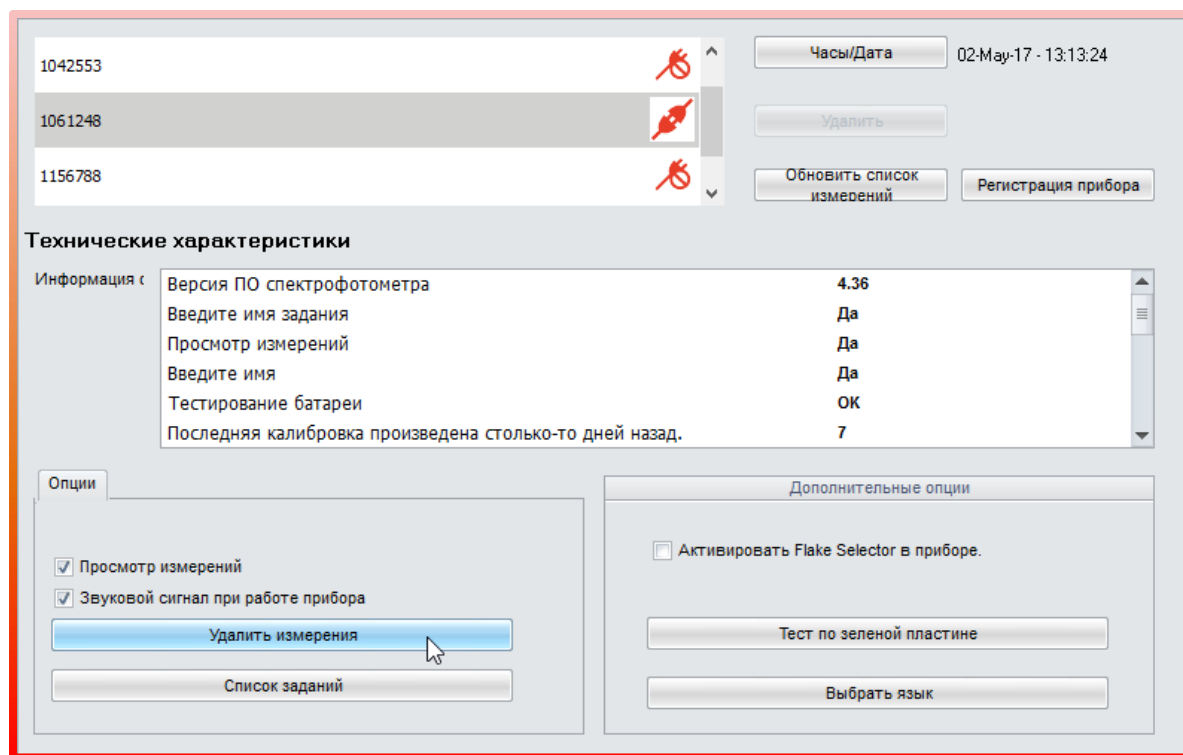 1042553
Часы/Дата
02-May-17 - 13:13:24
1061248
Удалить
1156788
Обновить список
измерений
Регистрация прибора
Технические характеристики
Информация с
Версия ПО спектрофотометра 4.36
Введите имя задания Да
Просмотр измерений Да
Введите имя Да
Тестирование батареи OK
Последняя калибровка произведена столько-то дней назад. 7
Опции
Дополнительные опции
Активировать Flake Selector в приборе.
Просмотр измерений
Звуковой сигнал при работе прибора
Удалить измерения
Тест по зеленой пластине
Список заданий
Выбрать язык